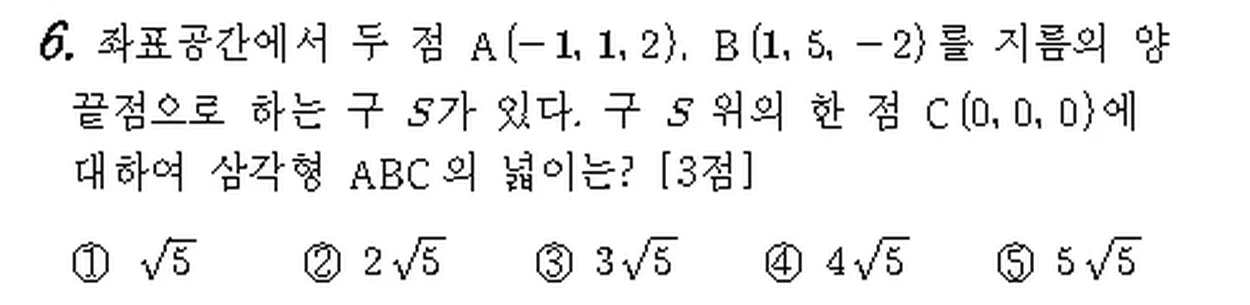 6. 좌표공간에서 두 점 A(-1, 1, 2), B(1, 5, -2)를 지름의 양
끝점으로 하는 구 S가 있다. 구 S 위의 한 점 C(0, 0, 0)에
대하여 삼각형 ABC의 넓이는? [3점]
① √5 ② 2√5 ③ 3√5 ④ 4√5 ⑤ 5√5